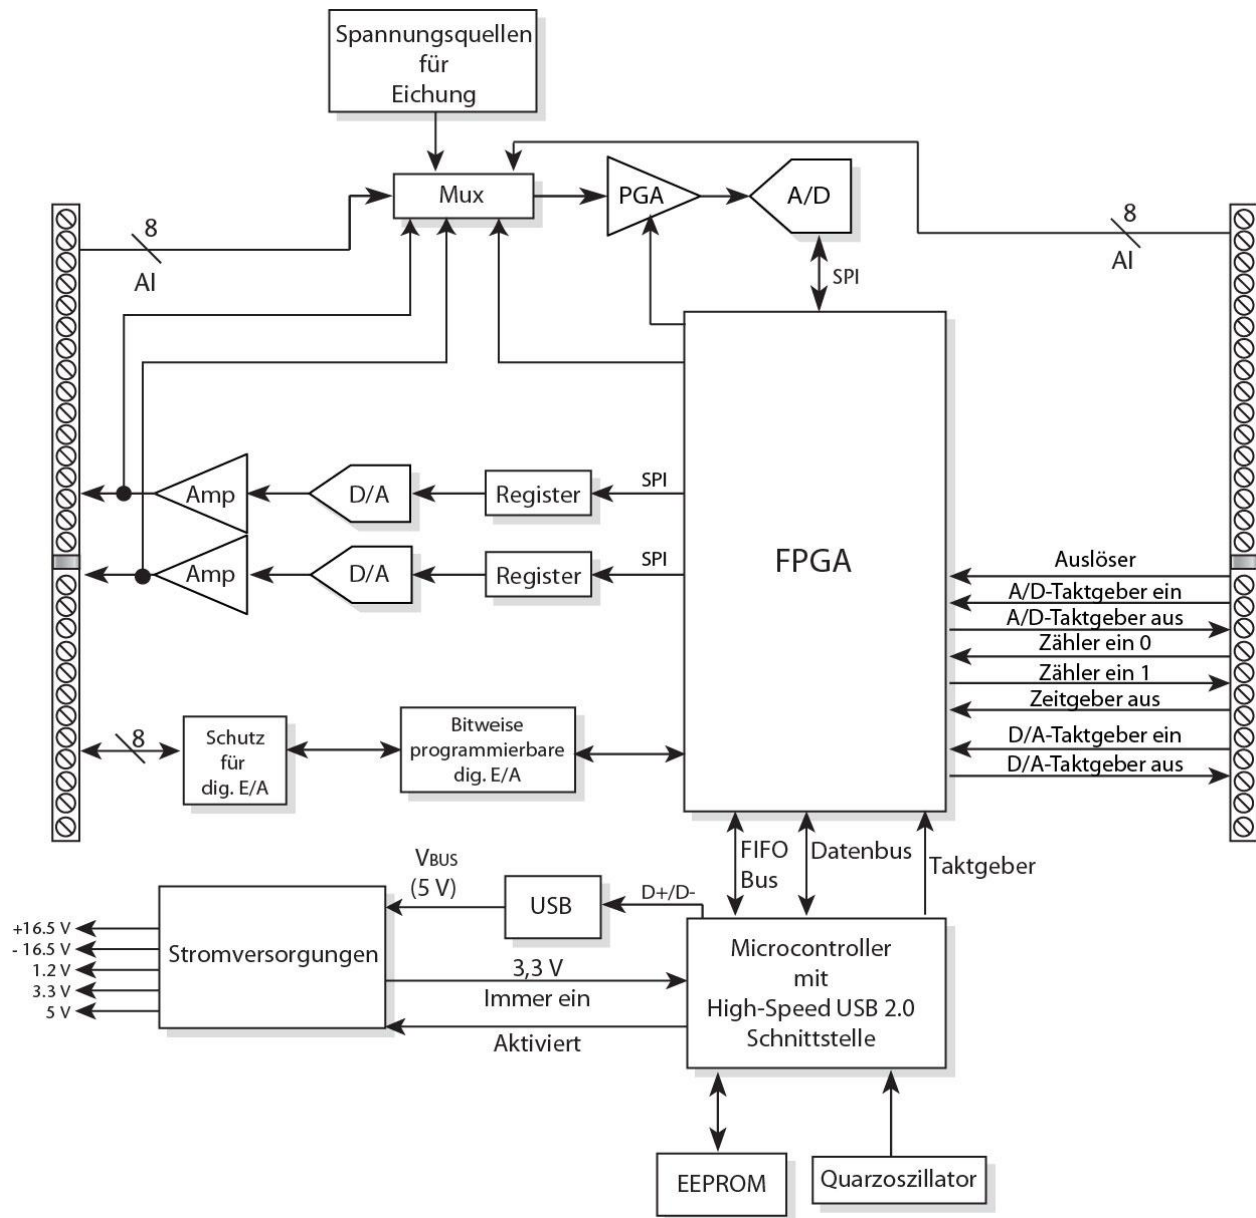 Spannungsquellen
für
Eichung
Mux
PGA
A/D
8
AI
8
AI
SPI
Amp
D/A
Register
SPI
Amp
D/A
Register
SPI
FPGA
Auslöser
A/D-Taktgeber ein
A/D-Taktgeber aus
Zähler ein 0
Zähler ein 1
Zeitgeber aus
D/A-Taktgeber ein
D/A-Taktgeber aus
8
Schutz
für
dig. E/A
Bitweise
programmierbare
dig. E/A
FIFO
Bus
Datenbus
Taktgeber
VBUS
(5 V)
USB
D+/D-
+16.5 V
- 16.5 V
1.2 V
3.3 V
5 V
Stromversorgungen
3,3 V
Immer ein
Aktiviert
Microcontroller
mit
High-Speed USB 2.0
Schnittstelle
EEPROM
Quarzoszillator